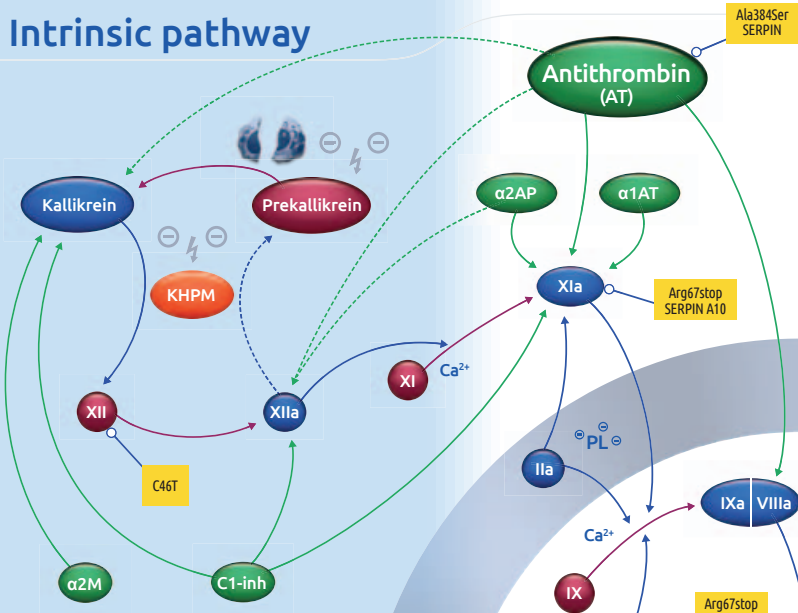 Intrinsic pathway
Ala384Ser
SERPIN
Antithrombin
(AT)
Kallikrein
Prekallikrein
α2AP
α1AT
KHPM
XIa
Arg67stop
SERPIN A10
XI
Ca²⁺
XII
XIIa
C46T
⊖PL⊖⊖
IIa
IXa
VIIIa
Ca²⁺
α2M
C1-inh
IX
Arg67stop